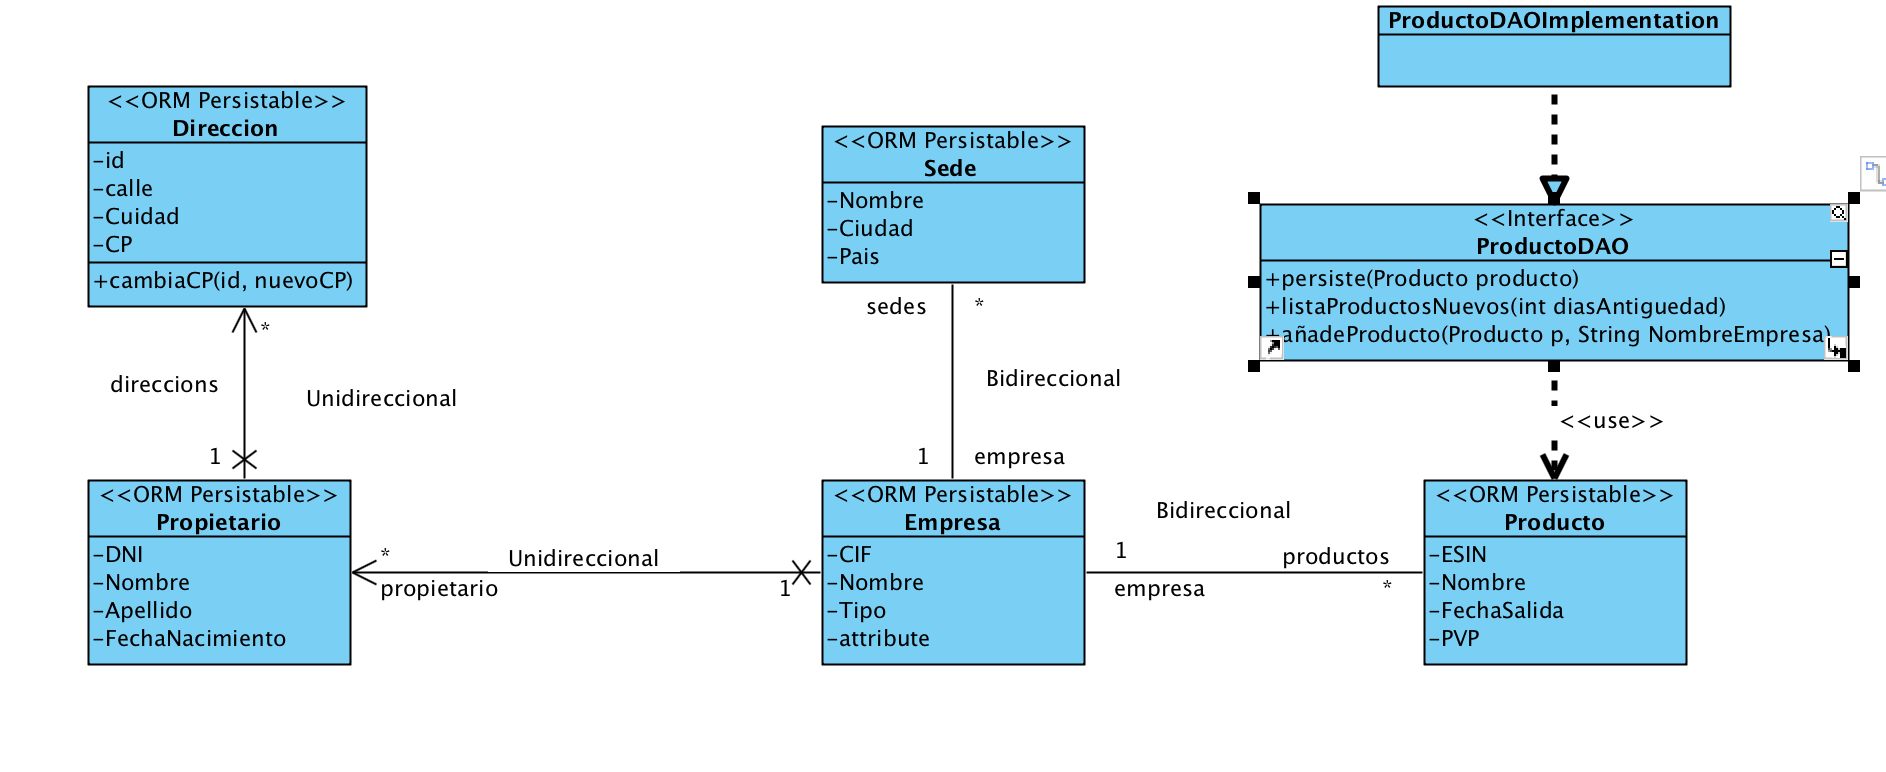 ProductoDAOImplementation
<<ORM Persistable>>
Direccion
-id
-calle
-Cuidad
-CP
+cambiaCP(id, nuevoCP)
<<ORM Persistable>>
Sede
-Nombre
-Ciudad
-Pais
<<Interface>>
ProductoDAO
+persiste(Producto producto)
+listaProductosNuevos(int diasAntiguedad)
+añadeProducto(Producto p, String NombreEmpresa)
sedes
*
*
direccions
Unidireccional
Bidireccional
<<use>>
1
1
empresa
<<ORM Persistable>>
Propietario
-DNI
-Nombre
-Apellido
-FechaNacimiento
*
propietario
Unidireccional
1
<<ORM Persistable>>
Empresa
-CIF
-Nombre
-Tipo
-attribute
Bidireccional
1
empresa
productos
*
<<ORM Persistable>>
Producto
-ESIN
-Nombre
-FechaSalida
-PVP